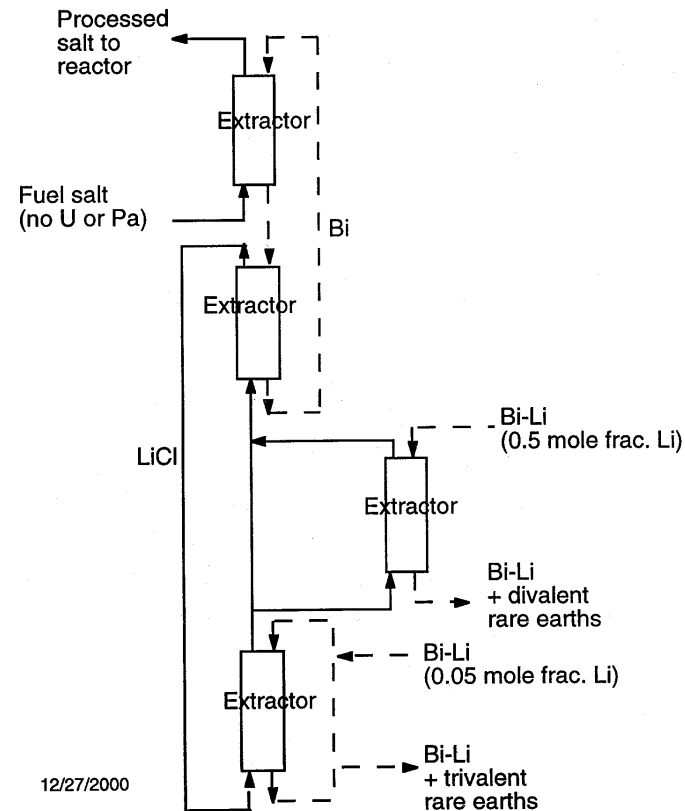 Processed
salt to
reactor
Extractor
Fuel salt
(no U or Pa)
Bi
Extractor
Bi-Li
(0.5 mole frac. Li)
LiCl
Extractor
Bi-Li
+ divalent
rare earths
Bi-Li
(0.05 mole frac. Li)
Extractor
Bi-Li
+ trivalent
rare earths
12/27/2000